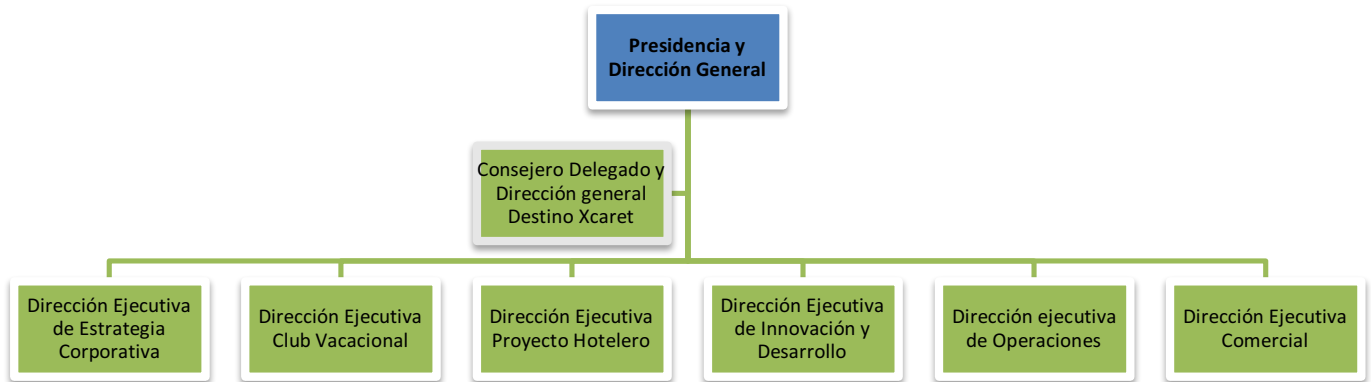 Presidencia y
Dirección General
Consejero Delegado y
Dirección general
Destino Xcaret
Dirección Ejecutiva
de Estrategia
Corporativa
Dirección Ejecutiva
Club Vacacional
Dirección Ejecutiva
Proyecto Hotelero
Dirección Ejecutiva
de Innovación y
Desarrollo
Dirección ejecutiva
de Operaciones
Dirección Ejecutiva
Comercial